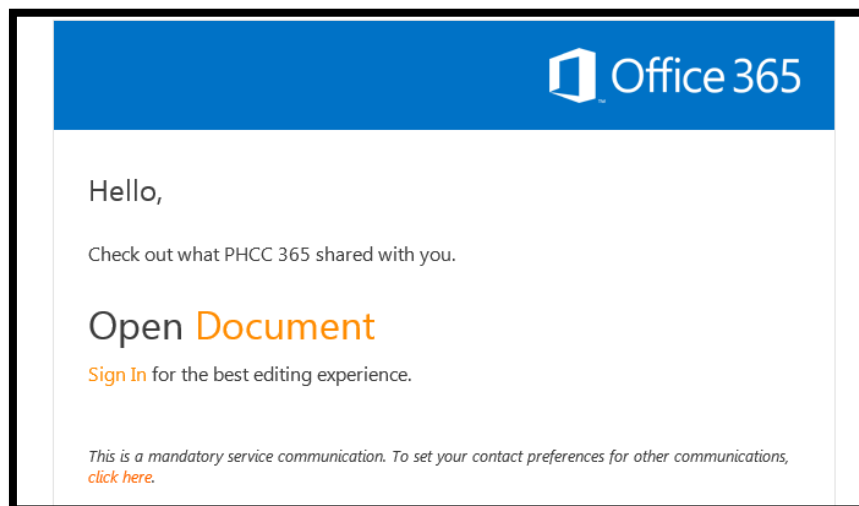 Office 365
Hello,
Check out what PHCC 365 shared with you.
Open Document
Sign In for the best editing experience.
This is a mandatory service communication. To set your contact preferences for other communications,
click here.